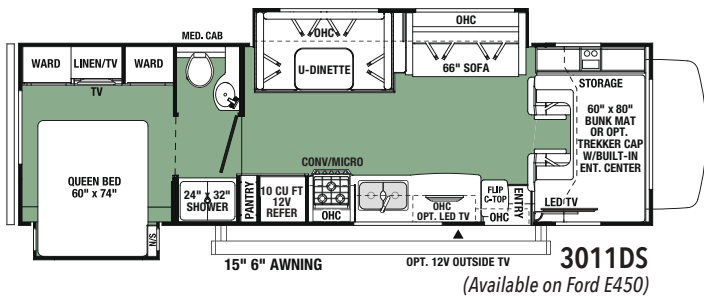 MED. CAB
WARD
LINEN/TV
WARD
TV
OHC
U-DINETTE
OHC
66" SOFA
STORAGE
60" x 80"
BUNK MAT
OR OPT.
TREKKER CAP
W/BUILT-IN
ENT. CENTER
LED TV
QUEEN BED
60" x 74"
N/S
24" x 32"
SHOWER
PANTRY
10 CU FT
12V
REFER
CONV/MICRO
OHC
OHC
OPT. LED TV
FLIP
C-TOP
OHC
ENTRY
15' 6" AWNING
OPT. 12V OUTSIDE TV
3011DS
(Available on Ford E450)